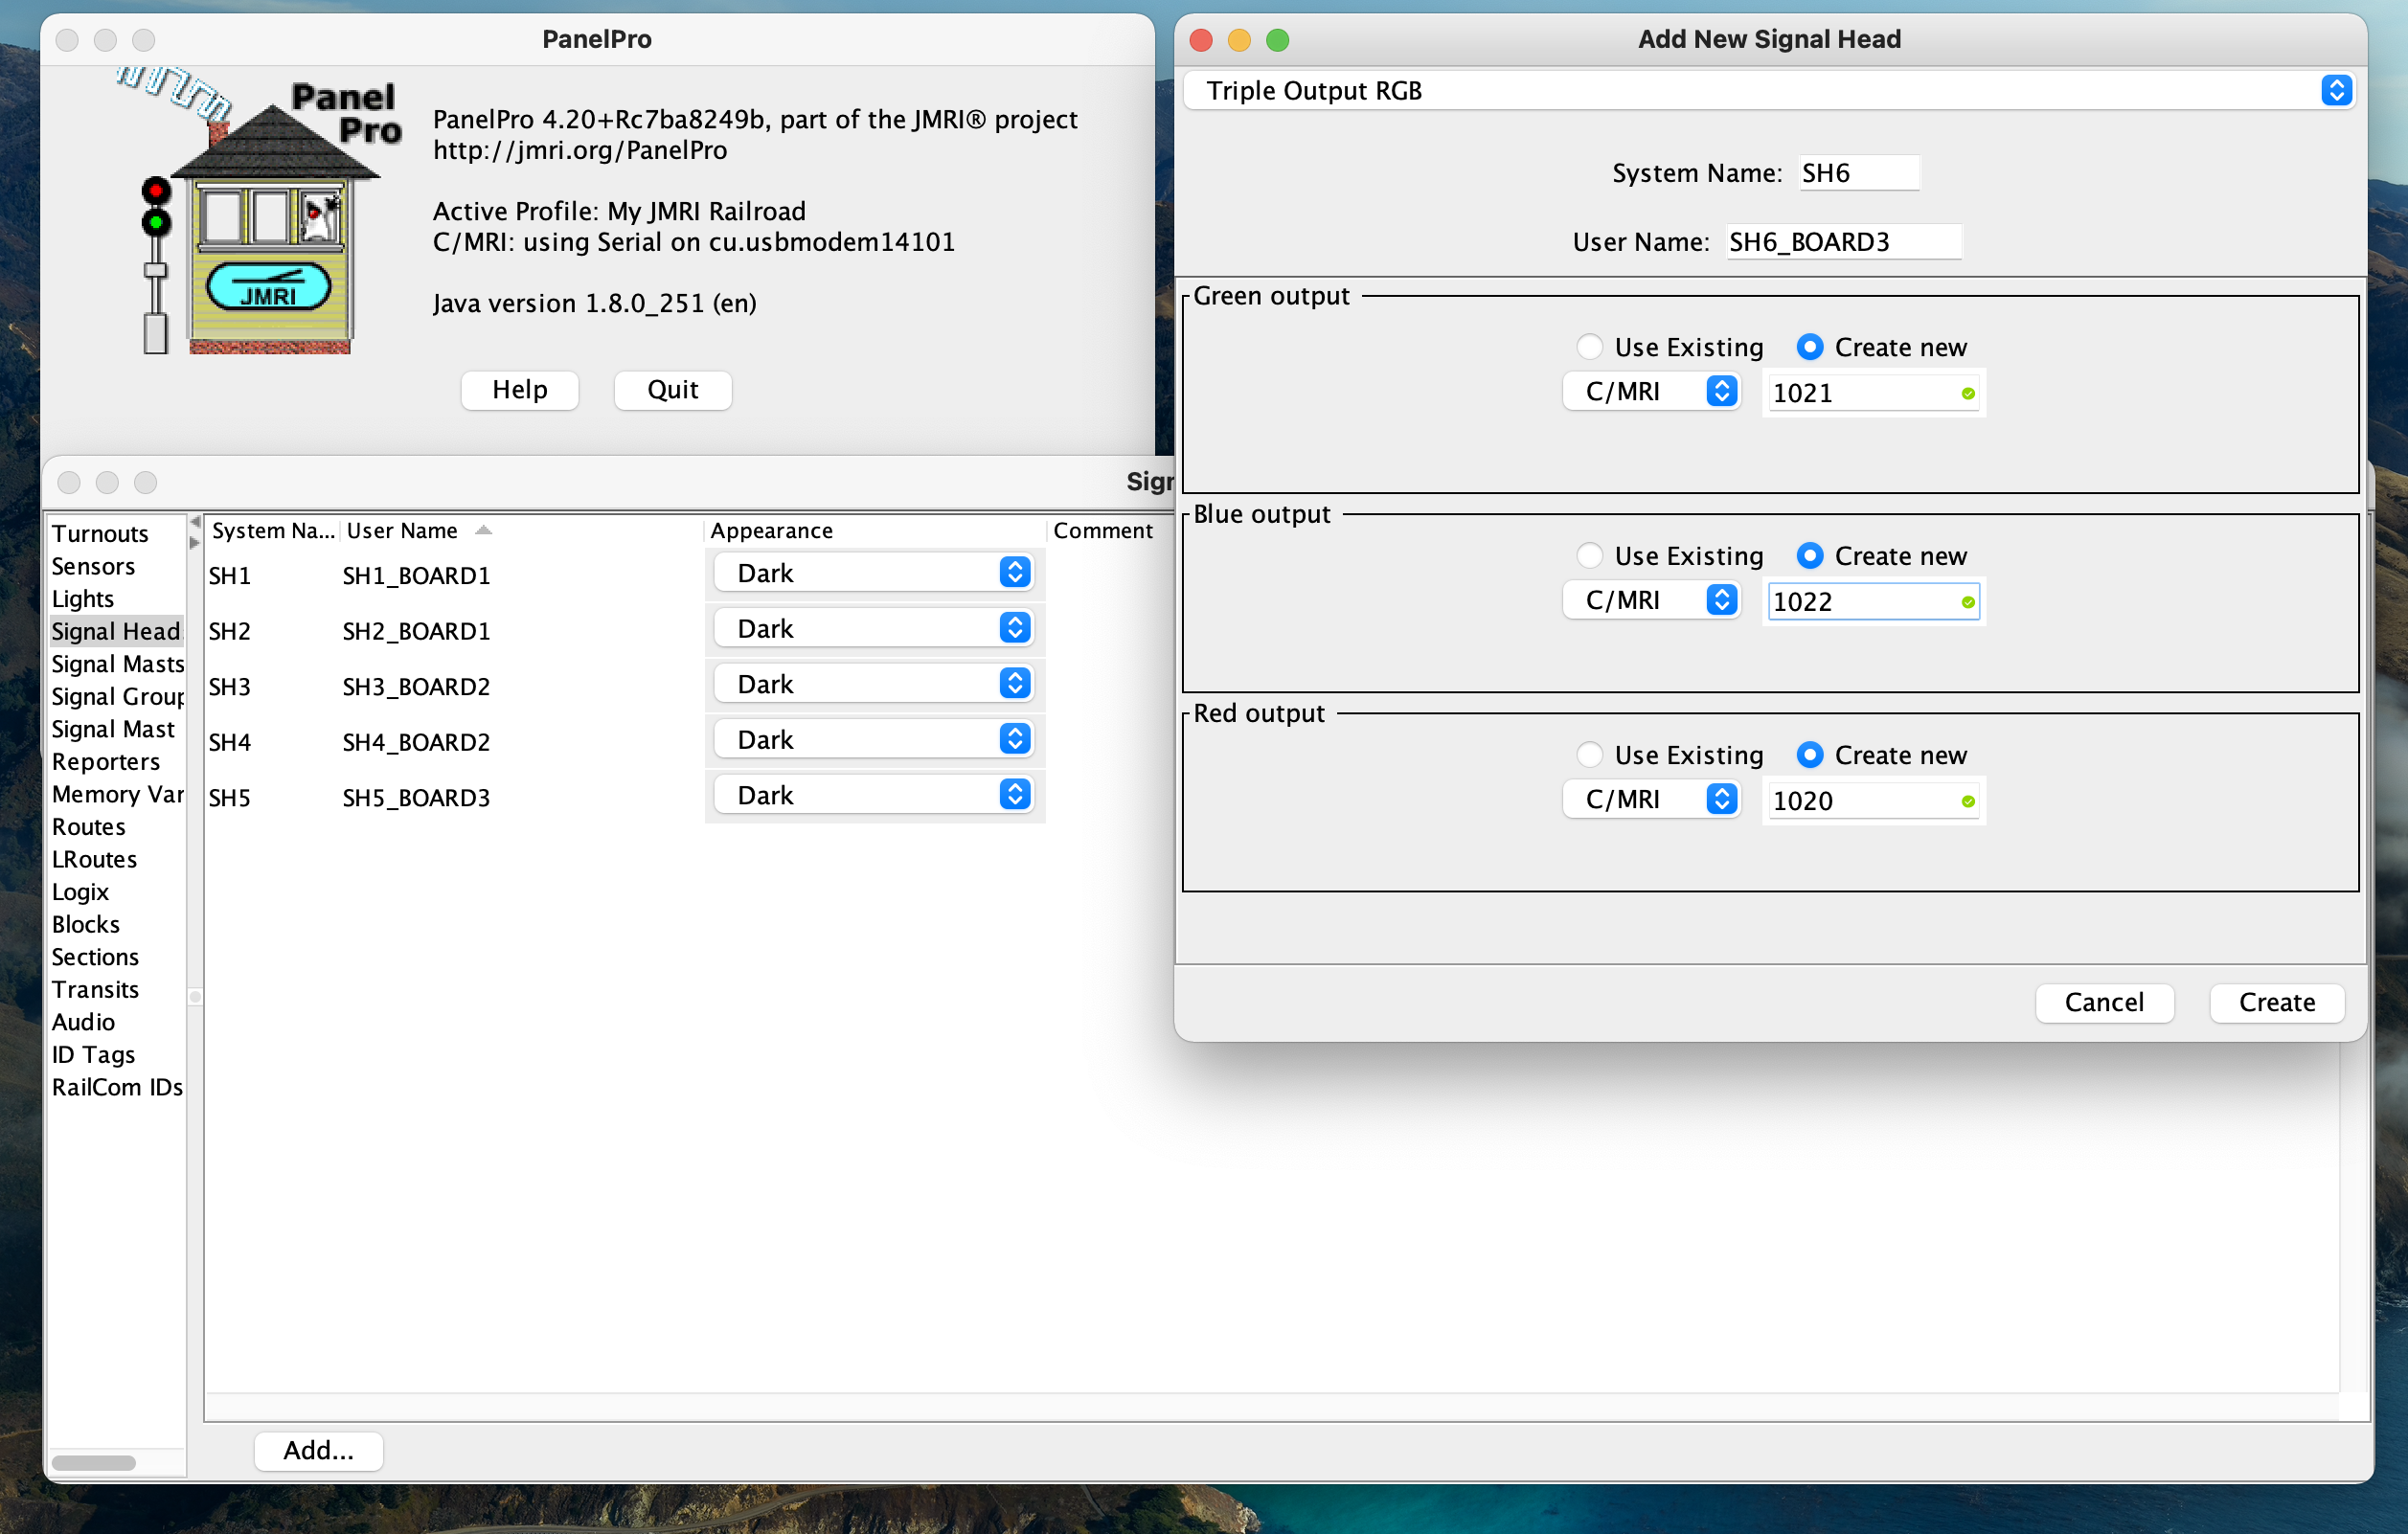 PanelPro
Panel
Pro
JMRI
PanelPro 4.20+Rc7ba8249b, part of the JMRI® project
http://jmri.org/PanelPro
Active Profile: My JMRI Railroad
C/MRI: using Serial on cu.usbmodem14101
Java version 1.8.0_251 (en)
Help Quit
Sign
Turnouts
Sensors
Lights
Signal Head
Signal Masts
Signal Group
Signal Mast
Reporters
Memory Var
Routes
LRoutes
Logix
Blocks
Sections
Transits
Audio
ID Tags
RailCom IDs
System Na... User Name Appearance Comment
SH1 SH1_BOARD1 Dark
SH2 SH2_BOARD1 Dark
SH3 SH3_BOARD2 Dark
SH4 SH4_BOARD2 Dark
SH5 SH5_BOARD3 Dark
Add...
Add New Signal Head
Triple Output RGB
System Name: SH6
User Name: SH6_BOARD3
Green output
Use Existing Create new
C/MRI 1021
Blue output
Use Existing Create new
C/MRI 1022
Red output
Use Existing Create new
C/MRI 1020
Cancel Create